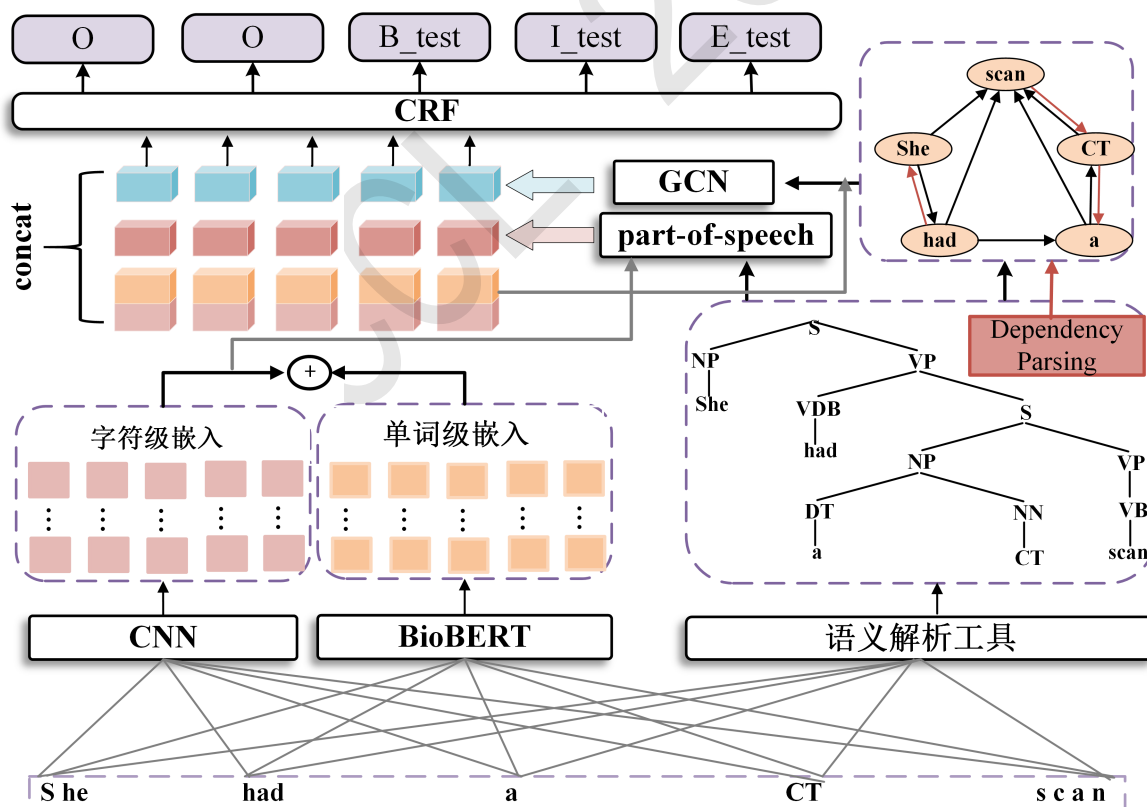 O O B_test I_test E_test
CRF
scan
She
CT
had
a
GCN
part-of-speech
concat
Dependency
Parsing
S
NP
VP
She
VDB
S
had
NP
VP
DT
NN
VB
a
CT
scan
+
字符级嵌入
单词级嵌入
CNN
BioBERT
语义解析工具
S he had a CT s c a n